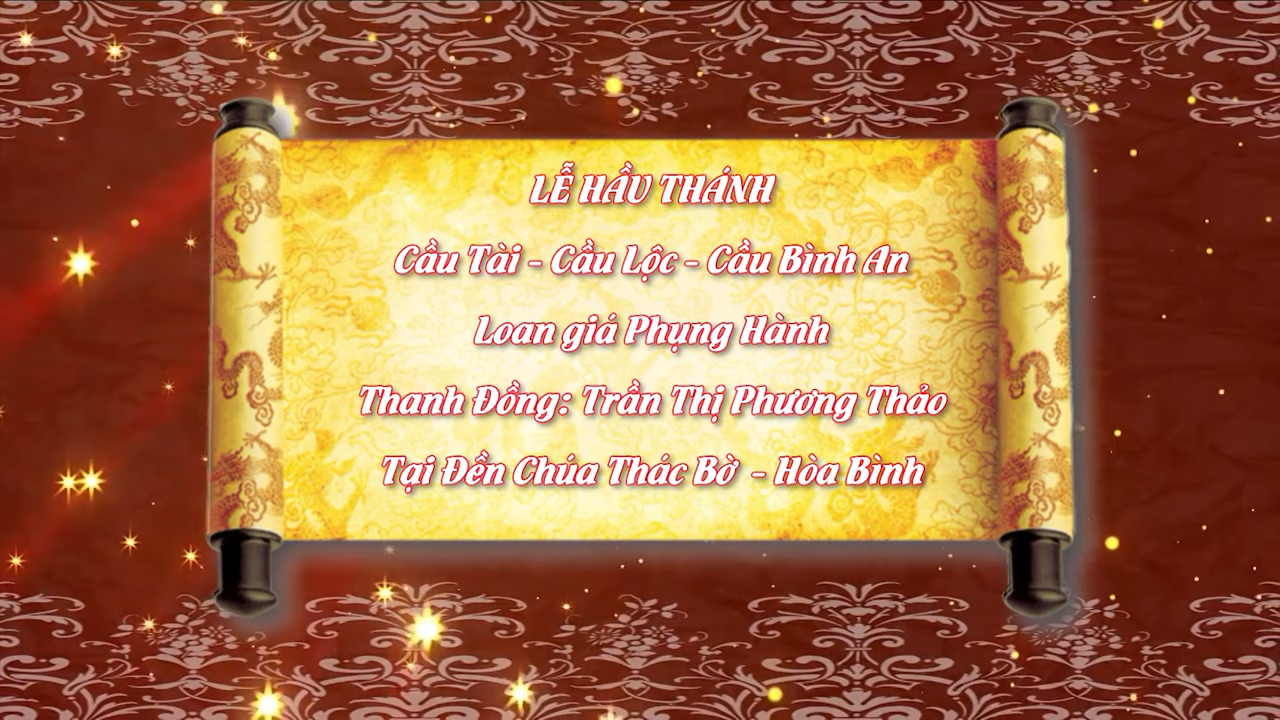 LỄ HẦU THÁNH
Cầu Tài - Cầu Lộc - Cầu Bình An
Loan giá Phụng Hành
Thanh Đồng: Trần Thị Phương Thảo
Tại Đền Chúa Thác Bờ - Hòa Bình